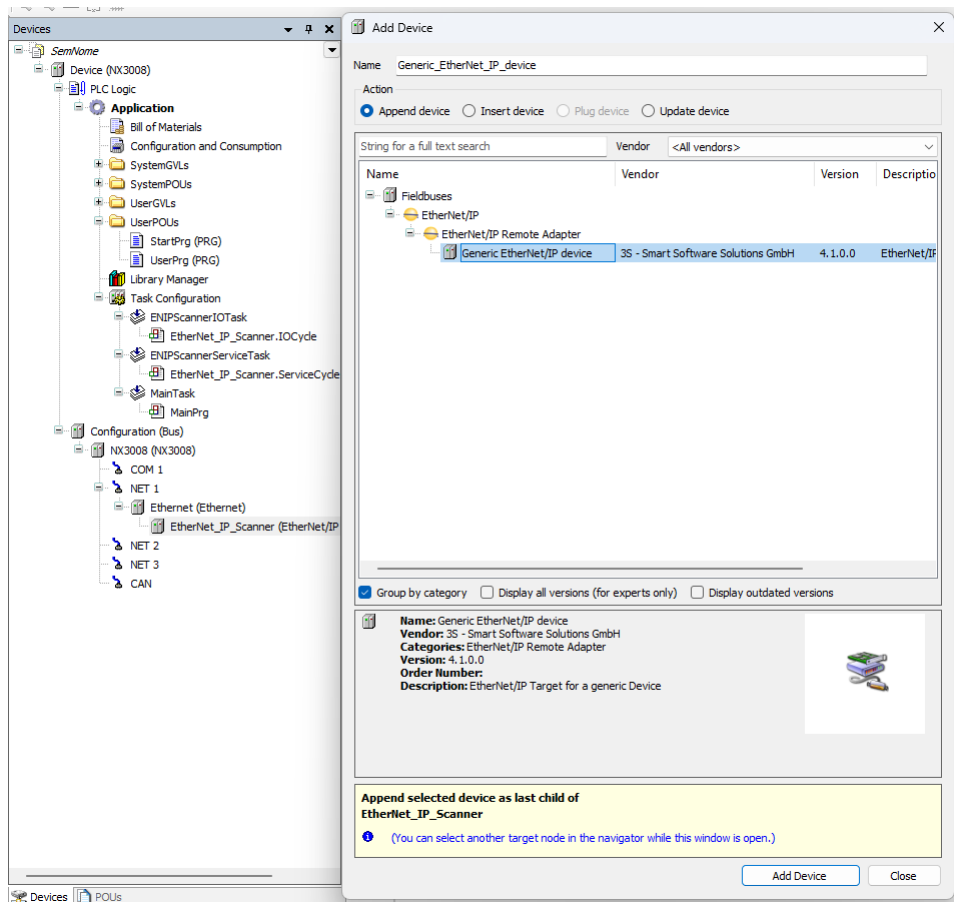 Devices
SemNome
Device (NX3008)
PLC Logic
Application
Bill of Materials
Configuration and Consumption
SystemGVLs
SystemPOUs
UserGVLs
UserPOUs
StartPrg (PRG)
UserPrg (PRG)
Library Manager
Task Configuration
ENIPScannerIOTask
EtherNet_IP_Scanner.IOCycle
ENIPScannerServiceTask
EtherNet_IP_Scanner.ServiceCycle
MainTask
MainPrg
Configuration (Bus)
NX3008 (NX3008)
COM 1
NET 1
Ethernet (Ethernet)
EtherNet_IP_Scanner (EtherNet/IP
NET 2
NET 3
CAN
Devices POUs
Add Device
Name Generic_EtherNet_IP_device
Action
Append device Insert device Plug device Update device
String for a full text search Vendor <All vendors>
Name Vendor Version Descriptio
Fieldbuses
EtherNet/IP
EtherNet/IP Remote Adapter
Generic EtherNet/IP device 3S - Smart Software Solutions GmbH 4.1.0.0 EtherNet/IP
Group by category Display all versions (for experts only) Display outdated versions
Name: Generic EtherNet/IP device
Vendor: 3S - Smart Software Solutions GmbH
Categories: EtherNet/IP Remote Adapter
Version: 4.1.0.0
Order Number:
Description: EtherNet/IP Target for a generic Device
Append selected device as last child of
EtherNet_IP_Scanner
(You can select another target node in the navigator while this window is open.)
Add Device Close